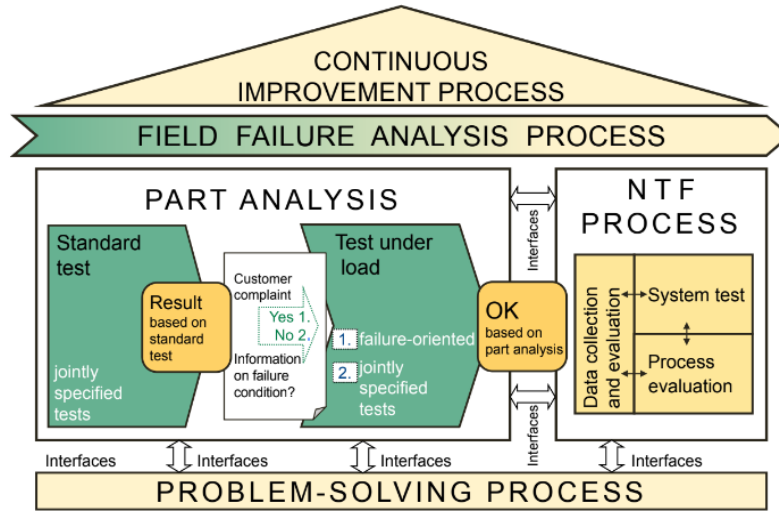 CONTINUOUS
IMPROVEMENT PROCESS
FIELD FAILURE ANALYSIS PROCESS
PART ANALYSIS
Standard
test
jointly
specified
tests
Result
based on
standard
test
Customer
complaint
Yes 1.
No 2.
Information
on failure
condition?
Test under
load
1. failure-oriented
2. jointly
specified
tests
OK
based on
part analysis
Interfaces
Interfaces
NTF
PROCESS
Data collection
and evaluation
System test
Process
evaluation
Interfaces
Interfaces
Interfaces
Interfaces
PROBLEM-SOLVING PROCESS